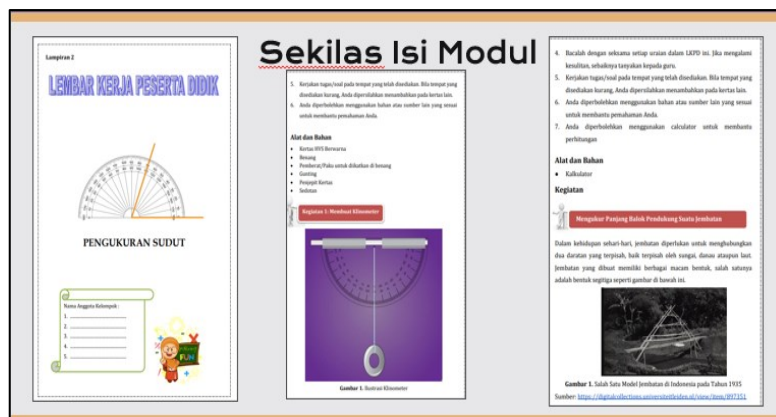 Sekilas Isi Modul
Lampiran 2
LEMBAR KERJA PESERTA DIDIK
PENGUKURAN SUDUT
Nama Anggota Kelompok :
1.
2.
3.
4.
5.
FUN
5. Kerjakan tugas/soal pada tempat yang telah disediakan. Bila tempat yang
disediakan kurang, Anda dipersilahkan menambahkan pada kertas lain.
6. Anda diperbolehkan menggunakan bahan atau sumber lain yang sesuai
untuk membantu pemahaman Anda.
Alat dan Bahan
• Kertas HVS Berwarna
• Benang
• Pemberat/Paku untuk diikatkan di benang
• Gunting
• Penjepit Kertas
• Sedotan
Kegiatan 1: Membuat Klinometer
Gambar 1. Ilustrasi Klinometer
4. Bacalah dengan seksama setiap uraian dalam LKPD ini. Jika mengalami
kesulitan, sebaiknya tanyakan kepada guru.
5. Kerjakan tugas/soal pada tempat yang telah disediakan. Bila tempat yang
disediakan kurang, Anda dipersilahkan menambahkan pada kertas lain.
6. Anda diperbolehkan menggunakan bahan atau sumber lain yang sesuai
untuk membantu pemahaman Anda.
7. Anda diperbolehkan menggunakan calculator untuk membantu
perhitungan
Alat dan Bahan
• Kalkulator
Kegiatan
Mengukur Panjang Balok Pendukung Suatu Jembatan
Dalam kehidupan sehari-hari, jembatan diperlukan untuk menghubungkan
dua daratan yang terpisah, baik terpisah oleh sungai, danau ataupun laut.
Jembatan yang dibuat memiliki berbagai macam bentuk, salah satunya
adalah bentuk segitiga seperti gambar di bawah ini.
Gambar 1. Salah Satu Model Jembatan di Indonesia pada Tahun 1935
Sumber: https://digitalcollections.universiteitleiden.nl/view/item/897351